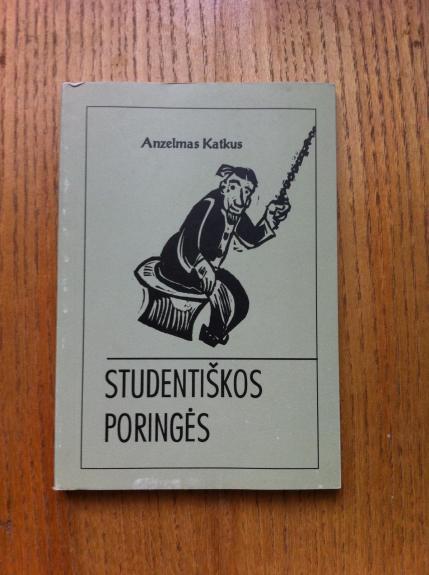 Anzelmas Katkus
STUDENTIŠKOS
PORINGĖS